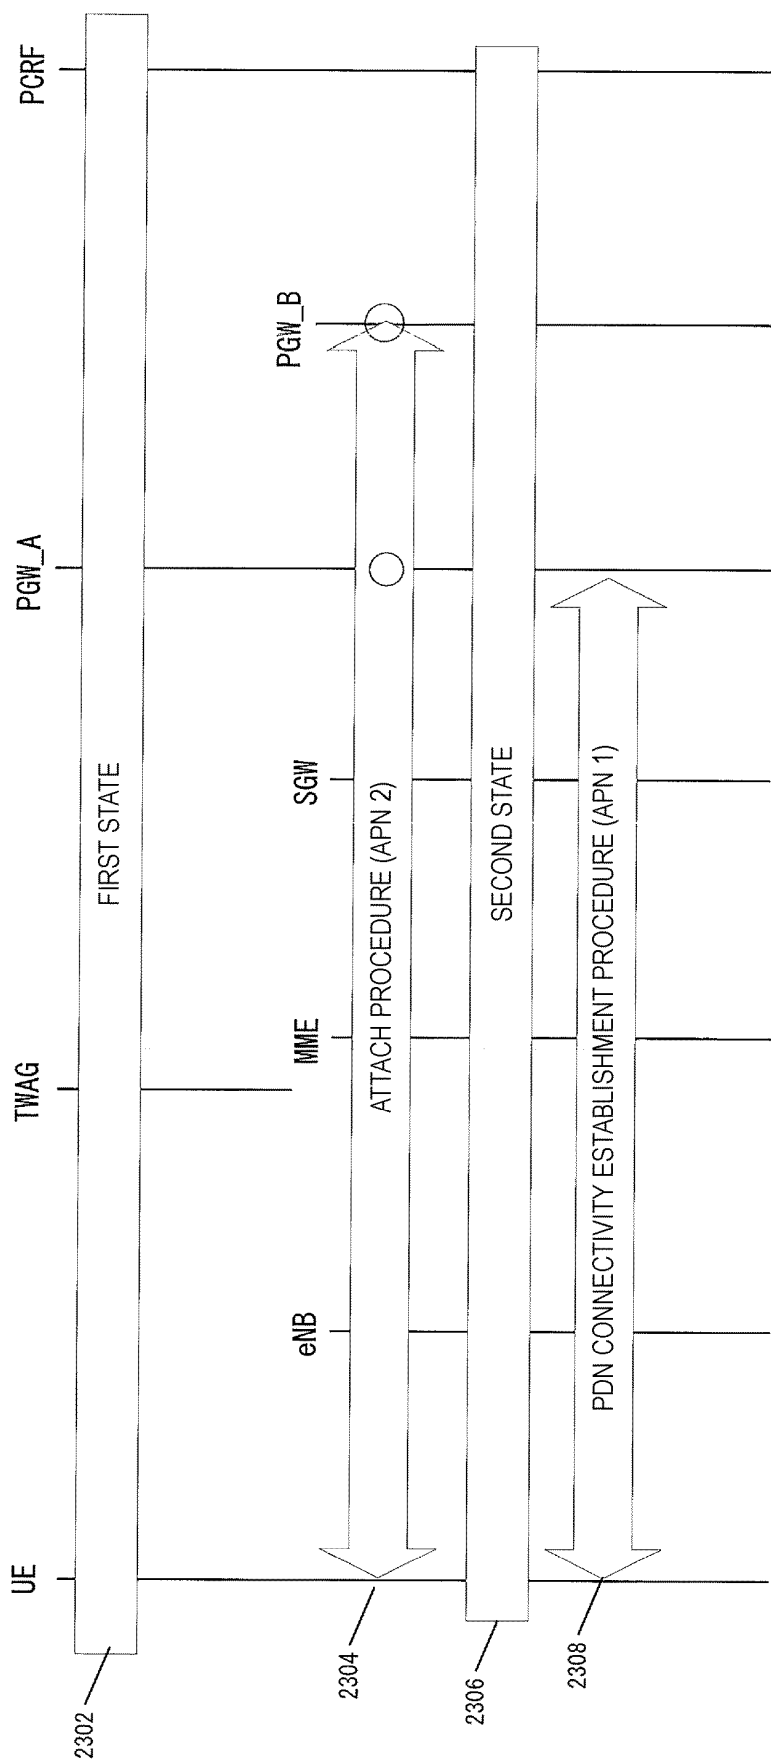 UE
TWAG
PGW_A
PCRF
2302
FIRST STATE
eNB
MME
SGW
PGW_B
2304
ATTACH PROCEDURE (APN 2)
2306
SECOND STATE
2308
PDN CONNECTIVITY ESTABLISHMENT PROCEDURE (APN 1)